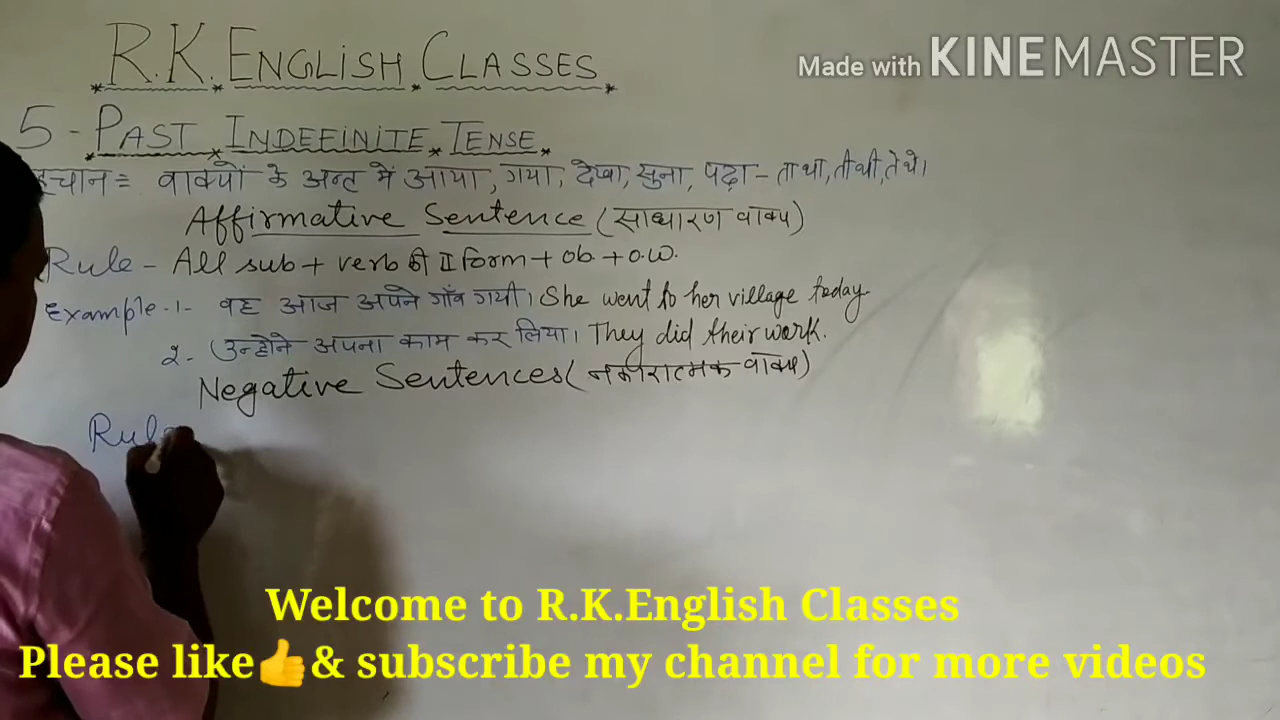 R.K. ENGLISH CLASSES
Made with KINEMASTER
5 - PAST INDEFINITE TENSE
चान = वाक्यों के अन्त में आया, गया, देखा, सुना, पढ़ा - ता था, ती थी, ते थे।
Affirmative Sentence (साधारण वाक्य)
Rule - All sub + verb की II form + ob. + o.w.
Example - 1- वह आज अपने गाँव गयी। She went to her village today.
2- उन्होंने अपना काम कर लिया। They did their work.
Negative Sentences (नकारात्मक वाक्य)
Rule
Welcome to R.K.English Classes
Please like👍& subscribe my channel for more videos